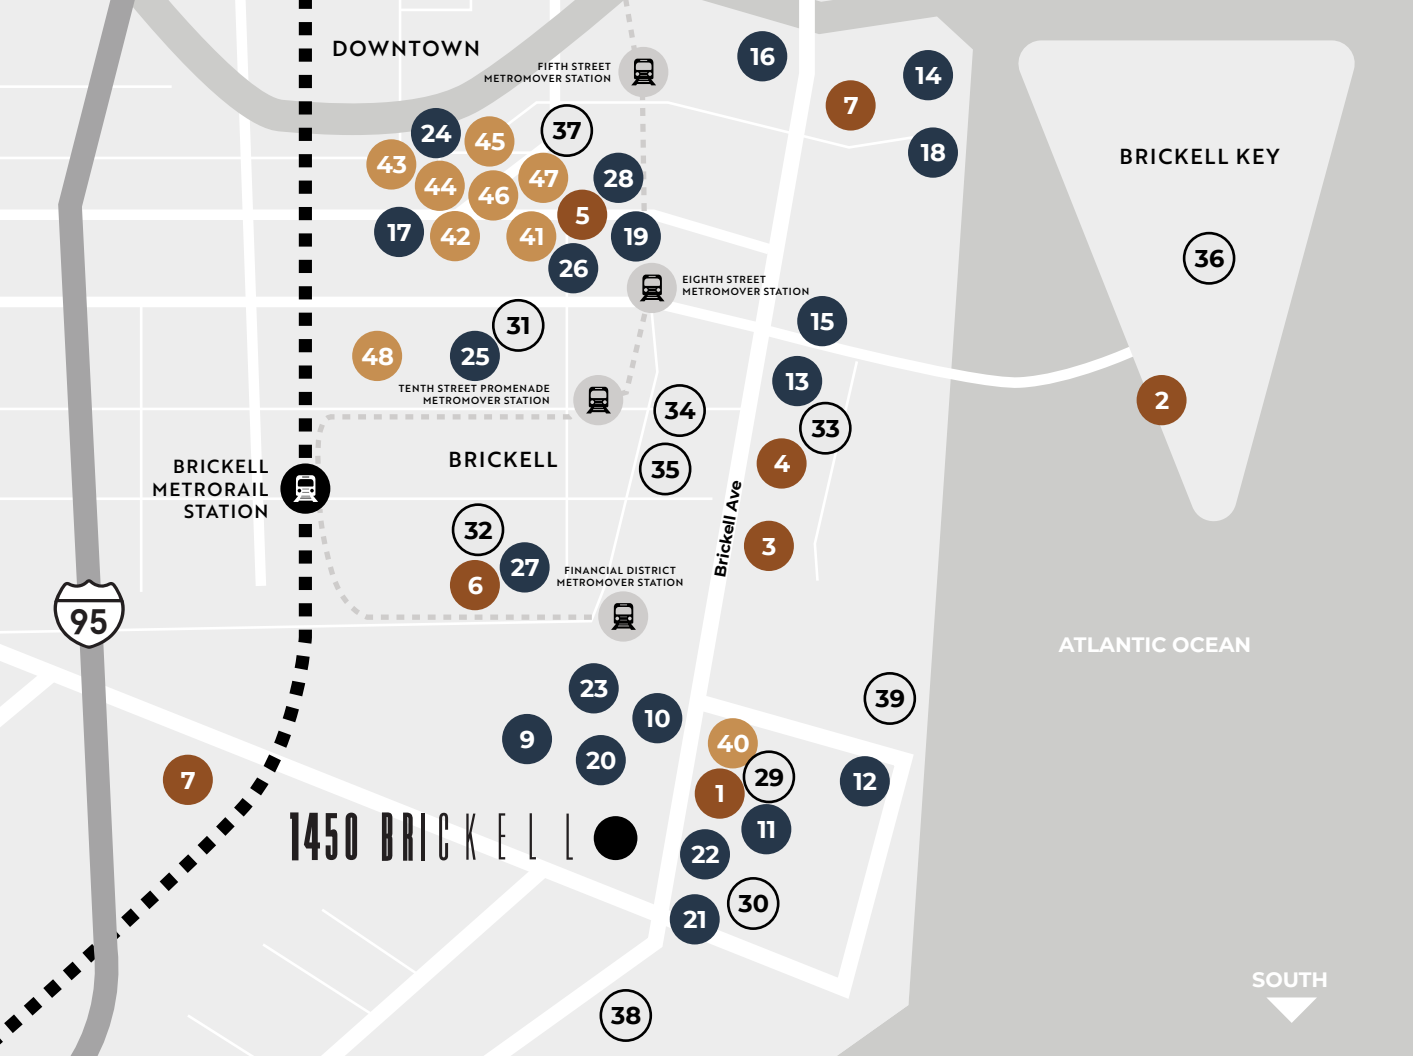 DOWNTOWN
FIFTH STREET
METROMOVER STATION
16
14
7
18
24
45
37
43
44
46
47
28
5
17
42
41
19
26
BRICKELL KEY
36
EIGHTH STREET
METROMOVER STATION
15
31
48
25
13
TENTH STREET PROMENADE
METROMOVER STATION
34
33
2
BRICKELL
35
4
BRICKELL
METRORAIL
STATION
Brickell Ave
32
27
6
3
FINANCIAL DISTRICT
METROMOVER STATION
95
ATLANTIC OCEAN
23
10
9
20
39
40
29
1
12
11
22
7
1450 BRICKELL
21
30
38
SOUTH